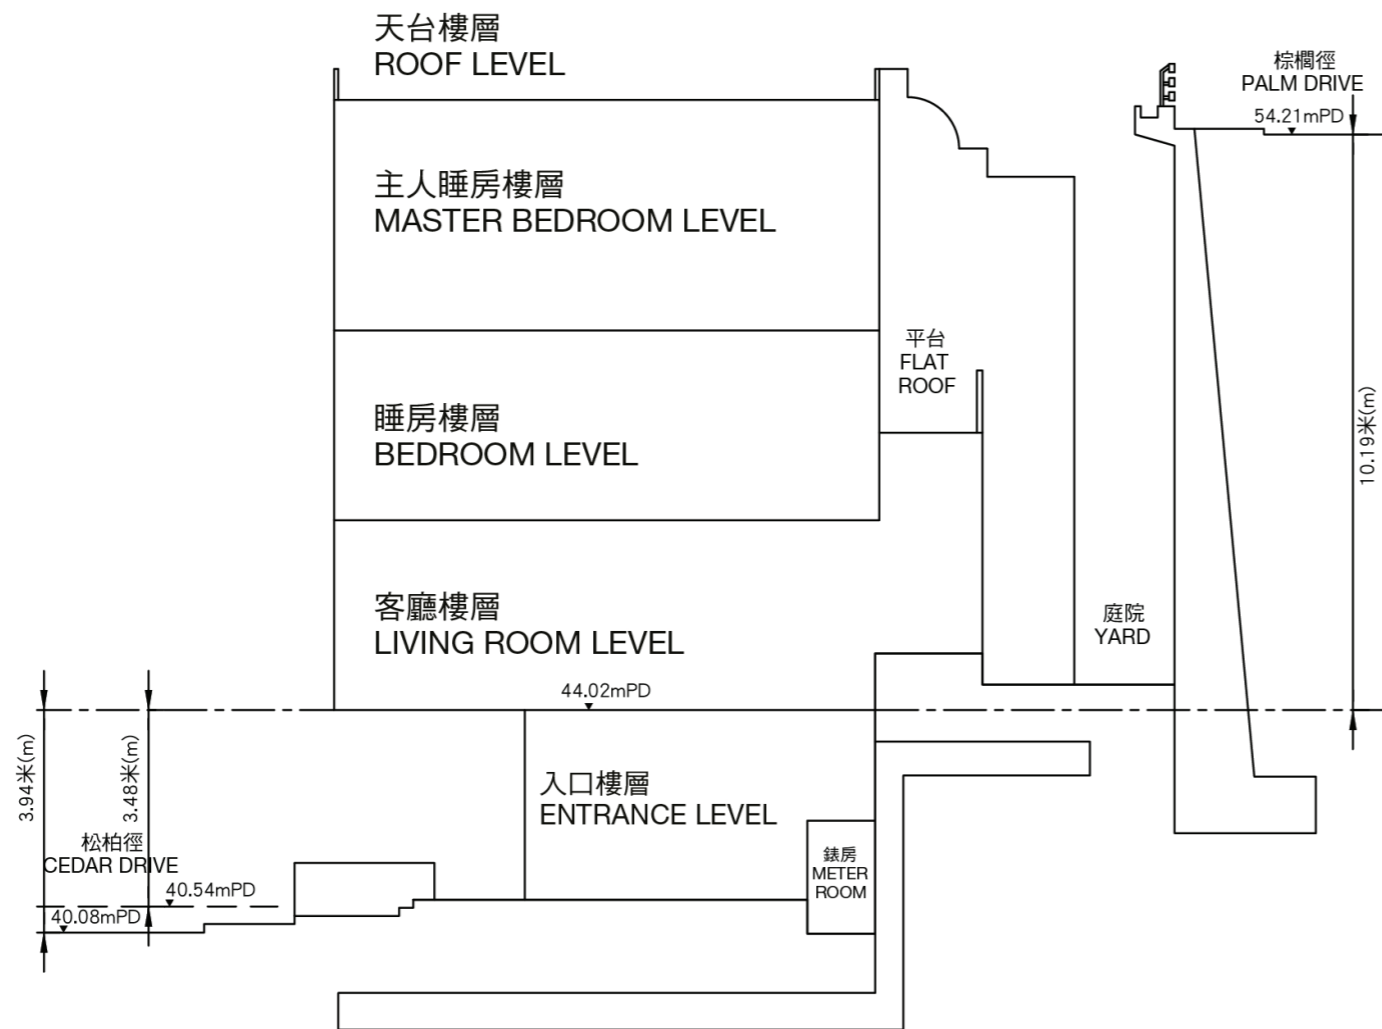 天台樓層
ROOF LEVEL
棕櫚徑
PALM DRIVE
54.21mPD
主人睡房樓層
MASTER BEDROOM LEVEL
平台
FLAT
ROOF
睡房樓層
BEDROOM LEVEL
10.19米(m)
客廳樓層
LIVING ROOM LEVEL
庭院
YARD
44.02mPD
3.94米(m)
3.48米(m)
入口樓層
ENTRANCE LEVEL
松柏徑
CEDAR DRIVE
錶房
METER
ROOM
40.54mPD
40.08mPD